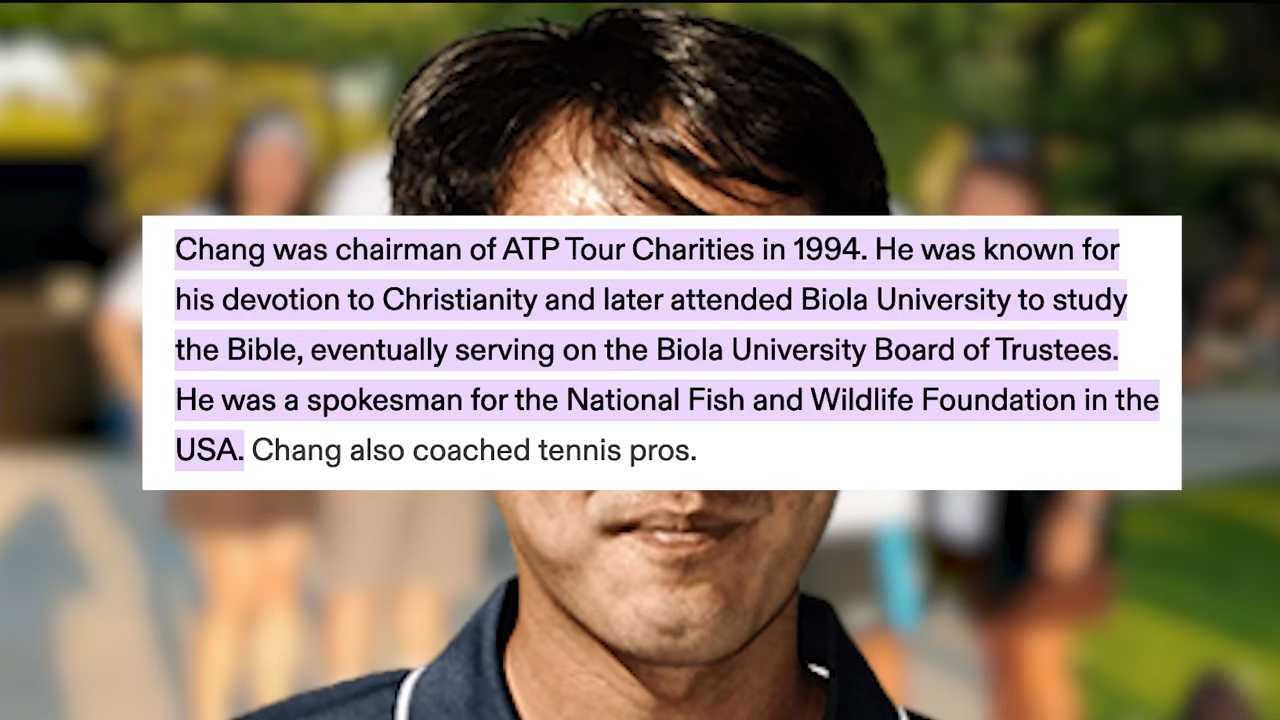 Chang was chairman of ATP Tour Charities in 1994. He was known for
his devotion to Christianity and later attended Biola University to study
the Bible, eventually serving on the Biola University Board of Trustees.
He was a spokesman for the National Fish and Wildlife Foundation in the
USA. Chang also coached tennis pros.